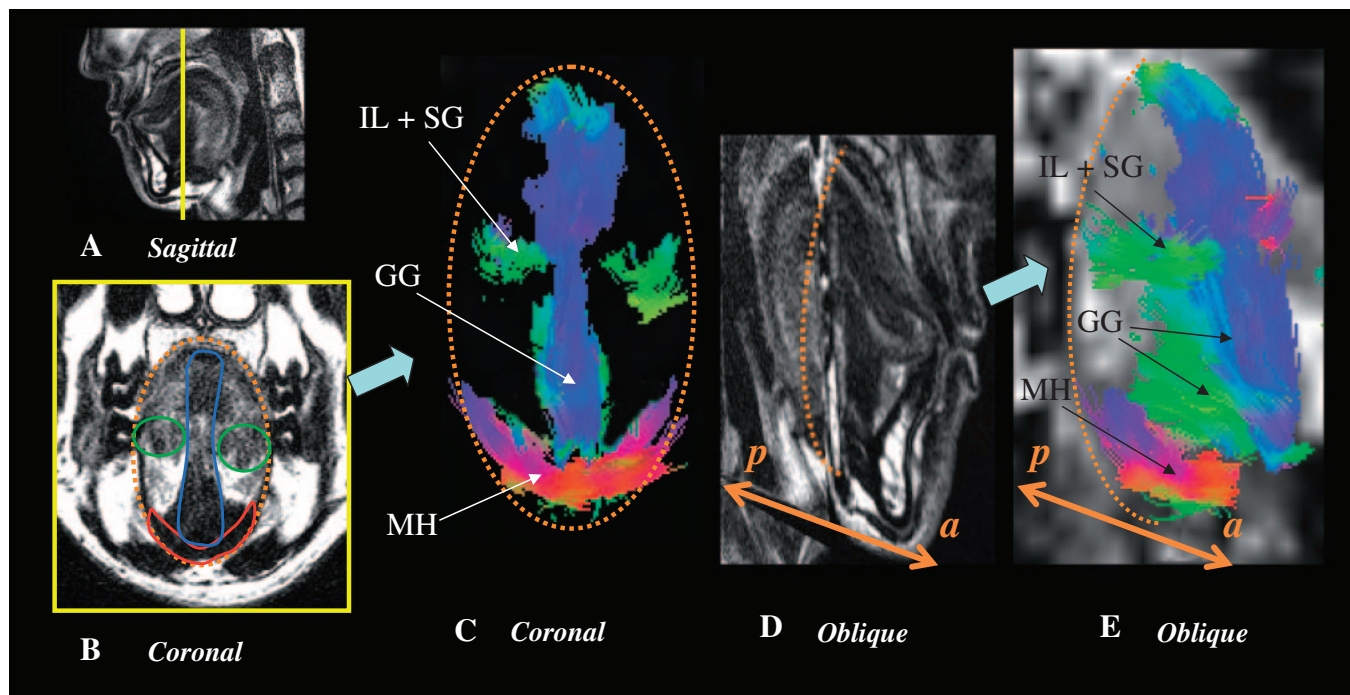 A Sagittal
B Coronal
IL + SG
GG
MH
C Coronal
p
a
D Oblique
IL + SG
GG
MH
p
a
E Oblique